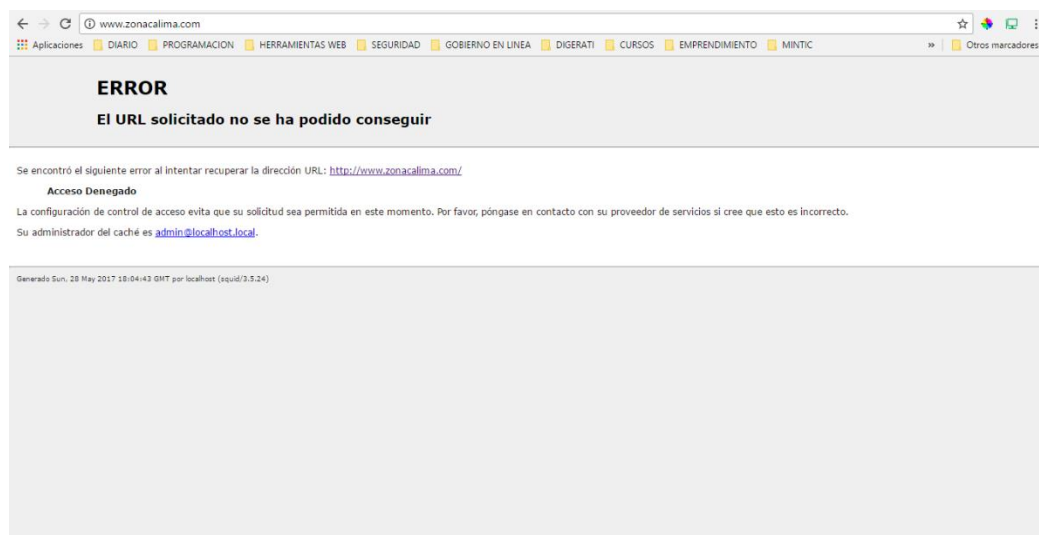 www.zonacalima.com
Aplicaciones DIARIO PROGRAMACION HERRAMIENTAS WEB SEGURIDAD GOBIERNO EN LINEA DIGERATI CURSOS EMPRENDIMIENTO MINTIC » Otros marcadores
ERROR
El URL solicitado no se ha podido conseguir
Se encontró el siguiente error al intentar recuperar la dirección URL: http://www.zonacalima.com/
Acceso Denegado
La configuración de control de acceso evita que su solicitud sea permitida en este momento. Por favor, póngase en contacto con su proveedor de servicios si cree que esto es incorrecto.
Su administrador del caché es admin@localhost.local.
Generado Sun, 28 May 2017 18:04:43 GMT por localhost (squid/3.5.24)